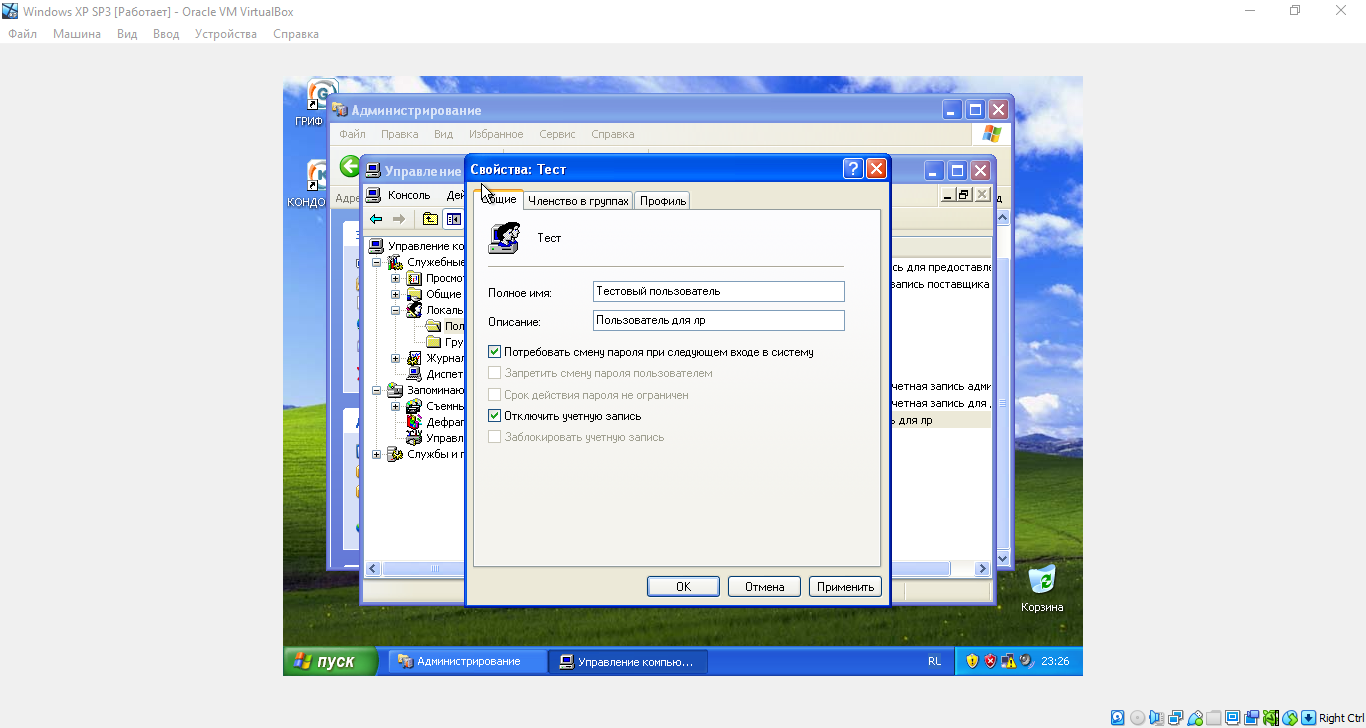 Windows XP SP3 [Работает] - Oracle VM VirtualBox
Файл Машина Вид Ввод Устройства Справка
ГРИФ
Администрирование
Файл Правка Вид Избранное Сервис Справка
КОНДО
Адре
Управление
Консоль Дей
Свойства: Тест
Общие Членство в группах Профиль
Тест
Полное имя: Тестовый пользователь
Описание: Пользователь для лр
Потребовать смену пароля при следующем входе в систему
Запретить смену пароля пользователем
Срок действия пароля не ограничен
Отключить учетную запись
Заблокировать учетную запись
OK Отмена Применить
Управление ко
Служебные
Просмот
Общие
Локаль
Пол
Гру
Журнал
Диспет
Запоминаю
Съемны
Дефраг
Управл
Службы и п
сь для предоставле
запись поставщика
четная запись адми
четная запись для д
ь для лр
Корзина
пуск Администрирование Управление компью... RL 23:26
Right Ctrl